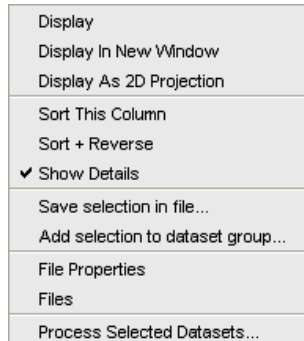 Display
Display In New Window
Display As 2D Projection
Sort This Column
Sort + Reverse
✔ Show Details
Save selection in file...
Add selection to dataset group...
File Properties
Files
Process Selected Datasets...